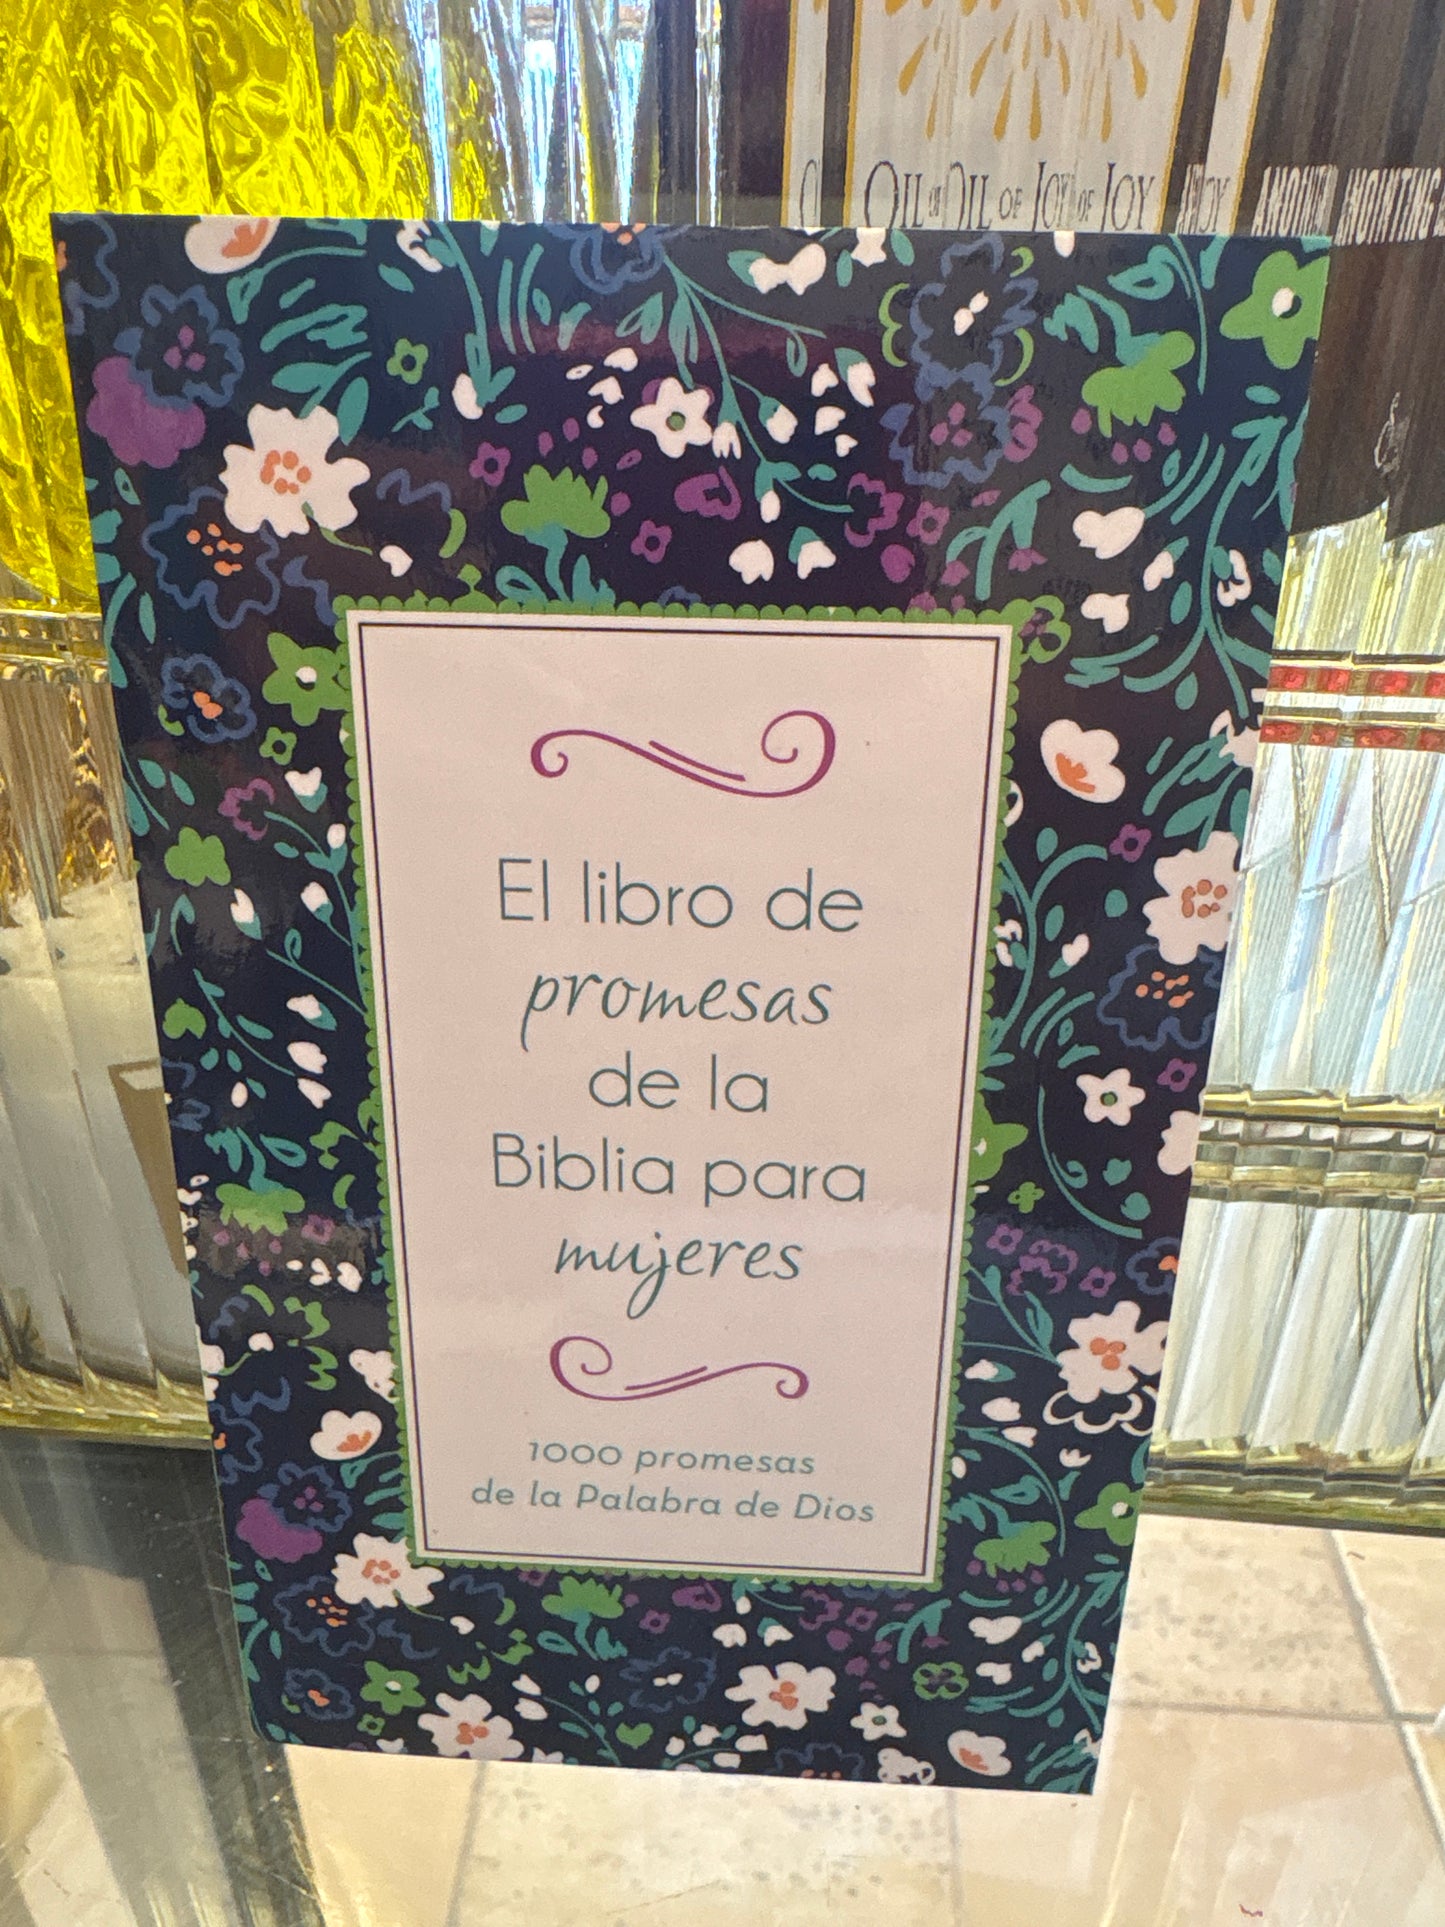 OIL OF JOY
El libro de
promesas
de la
Biblia para
mujeres
1000 promesas
de la Palabra de Dios